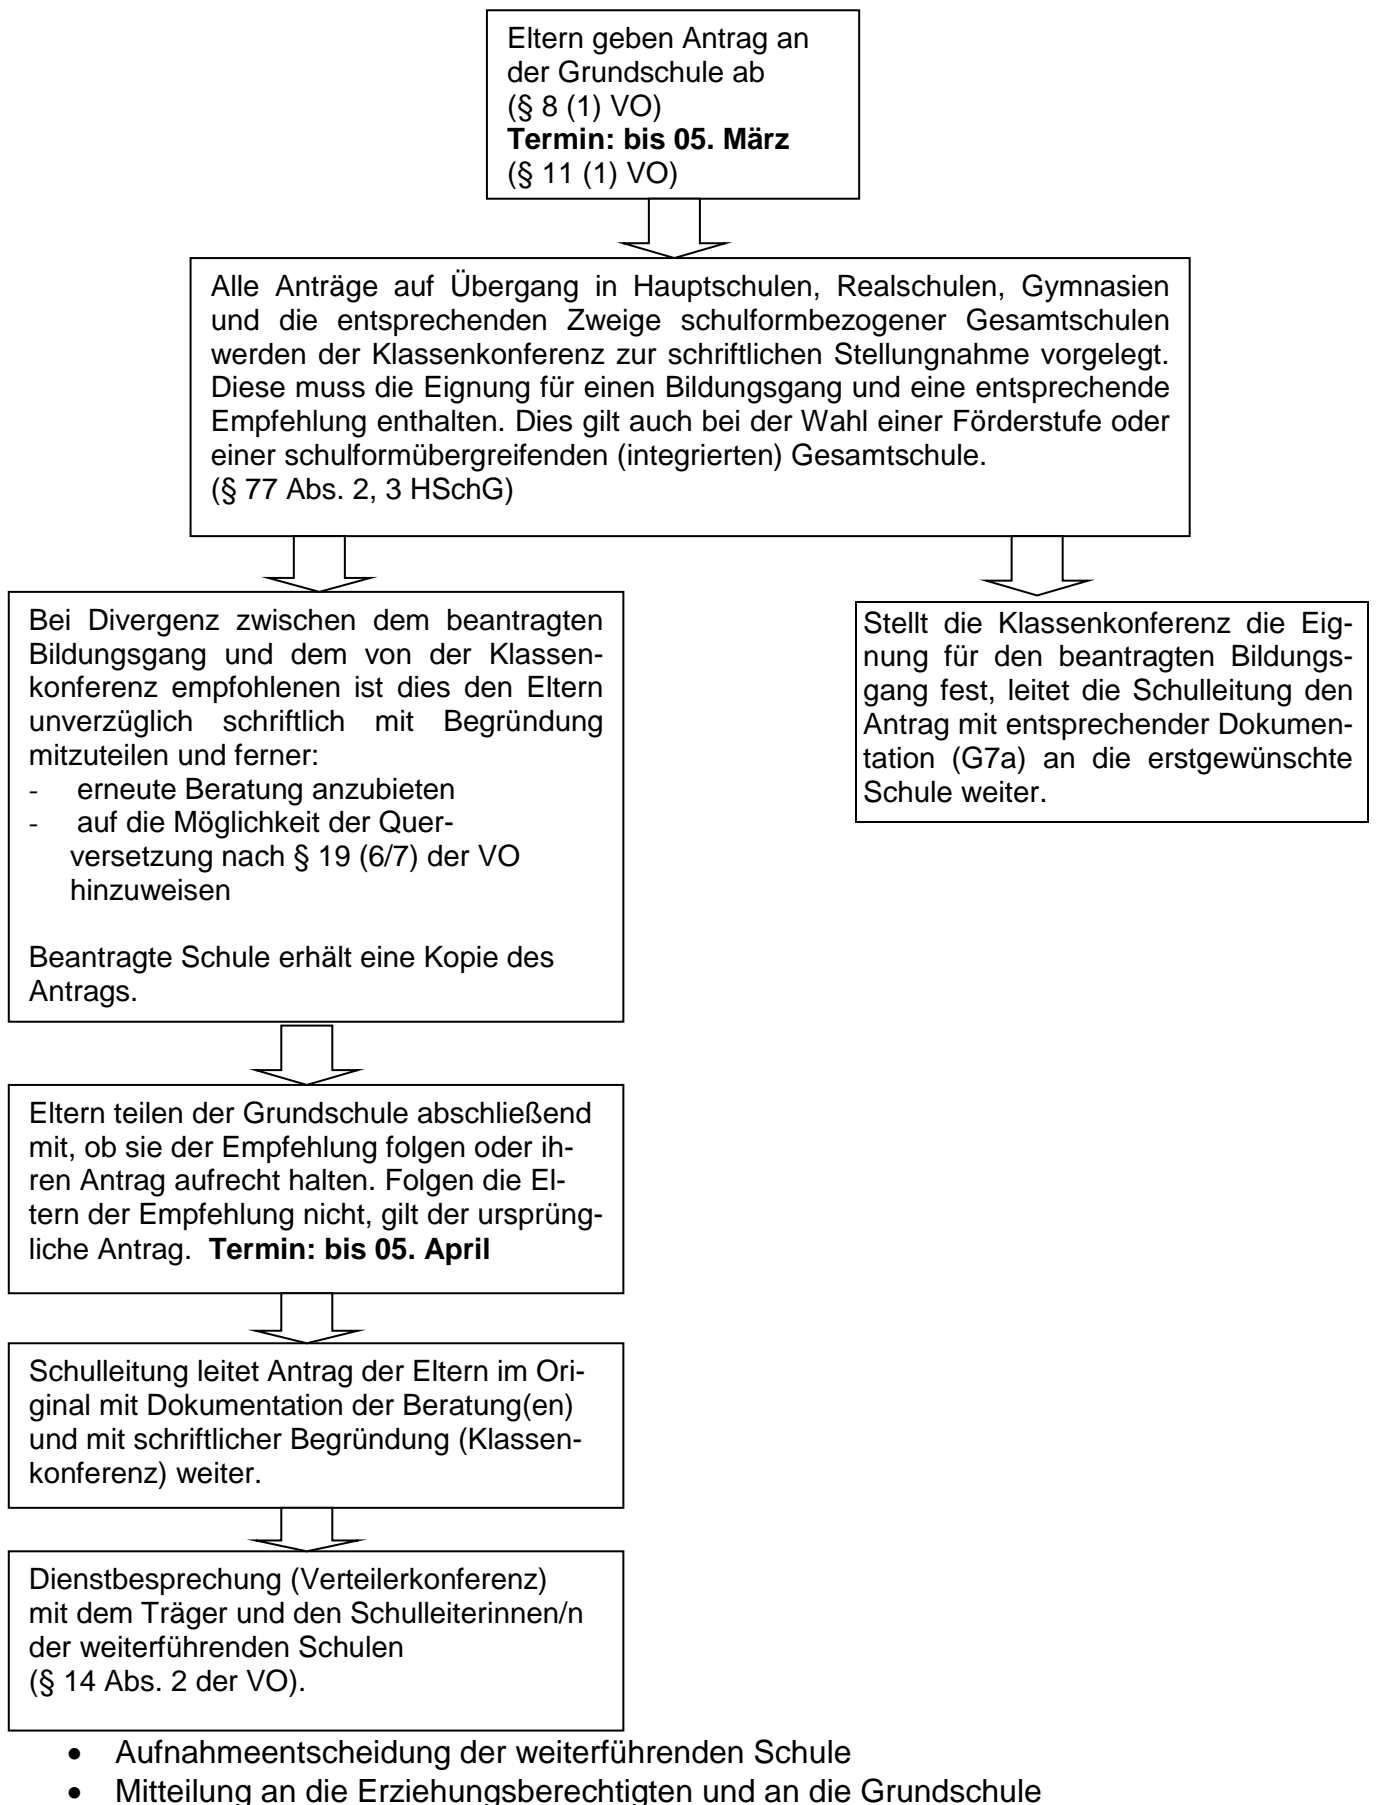 Eltern geben Antrag an
der Grundschule ab
(§ 8 (1) VO)
Termin: bis 05. März
(§ 11 (1) VO)
Alle Anträge auf Übergang in Hauptschulen, Realschulen, Gymnasien
und die entsprechenden Zweige schulformbezogener Gesamtschulen
werden der Klassenkonferenz zur schriftlichen Stellungnahme vorgelegt.
Diese muss die Eignung für einen Bildungsgang und eine entsprechende
Empfehlung enthalten. Dies gilt auch bei der Wahl einer Förderstufe oder
einer schulformübergreifenden (integrierten) Gesamtschule.
(§ 77 Abs. 2, 3 HSchG)
Bei Divergenz zwischen dem beantragten
Bildungsgang und dem von der Klassen-
konferenz empfohlenen ist dies den Eltern
unverzüglich schriftlich mit Begründung
mitzuteilen und ferner:
- erneute Beratung anzubieten
- auf die Möglichkeit der Quer-
versetzung nach § 19 (6/7) der VO
hinzuweisen
Beantragte Schule erhält eine Kopie des
Antrags.
Stellt die Klassenkonferenz die Eig-
nung für den beantragten Bildungs-
gang fest, leitet die Schulleitung den
Antrag mit entsprechender Dokumen-
tation (G7a) an die erstgewünschte
Schule weiter.
Eltern teilen der Grundschule abschließend
mit, ob sie der Empfehlung folgen oder ih-
ren Antrag aufrecht halten. Folgen die El-
tern der Empfehlung nicht, gilt der ursprüng-
liche Antrag. Termin: bis 05. April
Schulleitung leitet Antrag der Eltern im Ori-
ginal mit Dokumentation der Beratung(en)
und mit schriftlicher Begründung (Klassen-
konferenz) weiter.
Dienstbesprechung (Verteilerkonferenz)
mit dem Träger und den Schulleiterinnen/n
der weiterführenden Schulen
(§ 14 Abs. 2 der VO).
• Aufnahmeentscheidung der weiterführenden Schule
• Mitteilung an die Erziehungsberechtigten und an die Grundschule